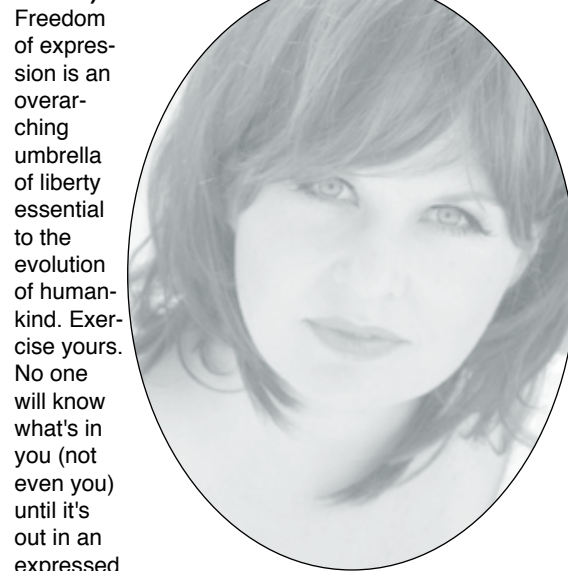 Freedom
of expres-
sion is an
overar-
ching
umbrella
of liberty
essential
to the
evolution
of human-
kind. Exer-
cise yours.
No one
will know
what's in
you (not
even you)
until it's
out in an
expressed